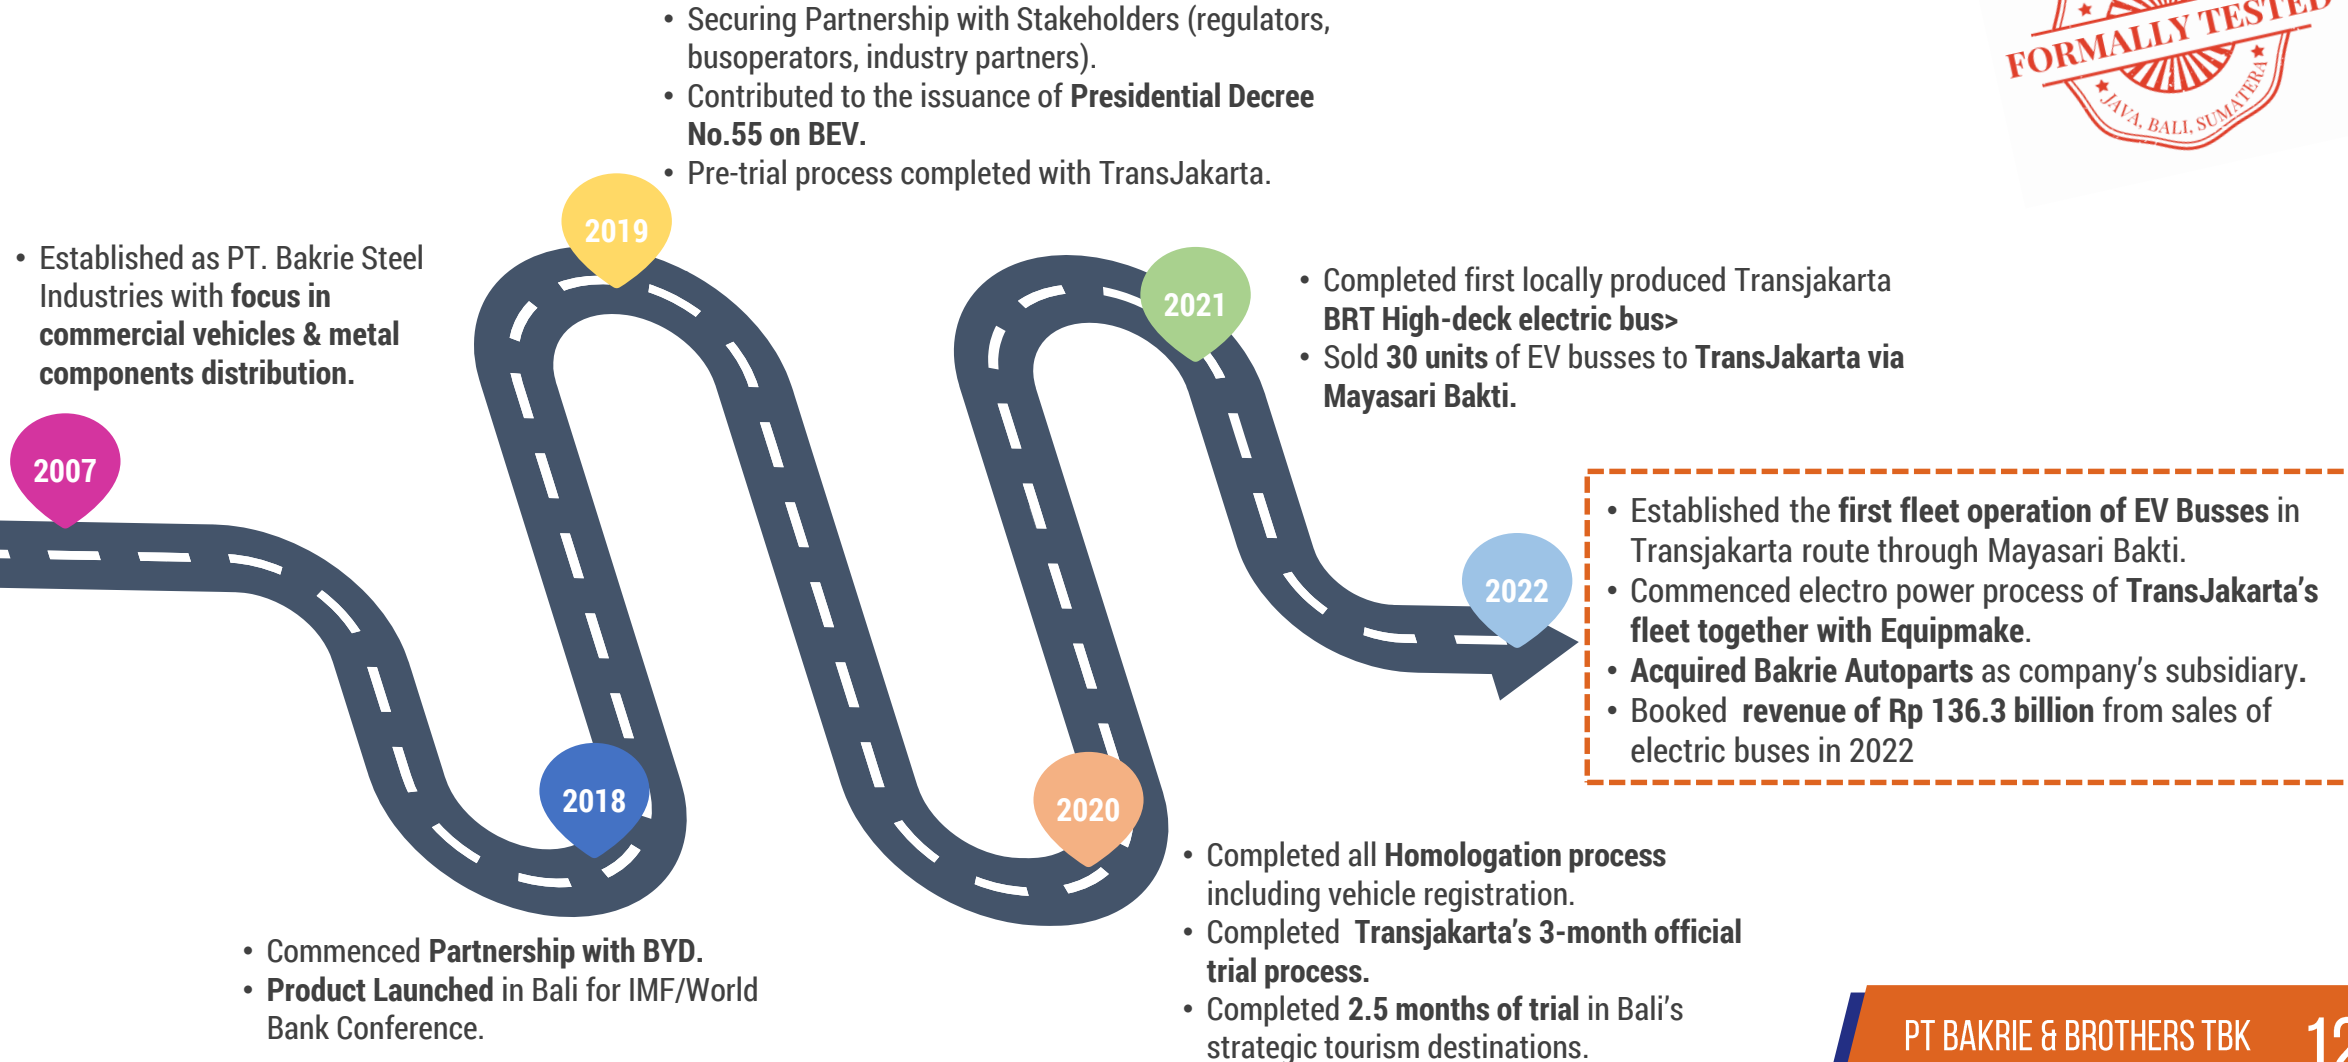 • Securing Partnership with Stakeholders (regulators,
busoperators, industry partners).
• Contributed to the issuance of Presidential Decree
No.55 on BEV.
• Pre-trial process completed with TransJakarta.
FORMALLY TESTED
JAVA, BALI, SUMATERA
2019
• Established as PT. Bakrie Steel
Industries with focus in
commercial vehicles & metal
components distribution.
2007
2021
• Completed first locally produced Transjakarta
BRT High-deck electric bus>
• Sold 30 units of EV busses to TransJakarta via
Mayasari Bakti.
2022
• Established the first fleet operation of EV Busses in
Transjakarta route through Mayasari Bakti.
• Commenced electro power process of TransJakarta's
fleet together with Equipmake.
• Acquired Bakrie Autoparts as company's subsidiary.
• Booked revenue of Rp 136.3 billion from sales of
electric buses in 2022
2018
• Commenced Partnership with BYD.
• Product Launched in Bali for IMF/World
Bank Conference.
2020
• Completed all Homologation process
including vehicle registration.
• Completed Transjakarta's 3-month official
trial process.
• Completed 2.5 months of trial in Bali's
strategic tourism destinations.
PT BAKRIE & BROTHERS TBK